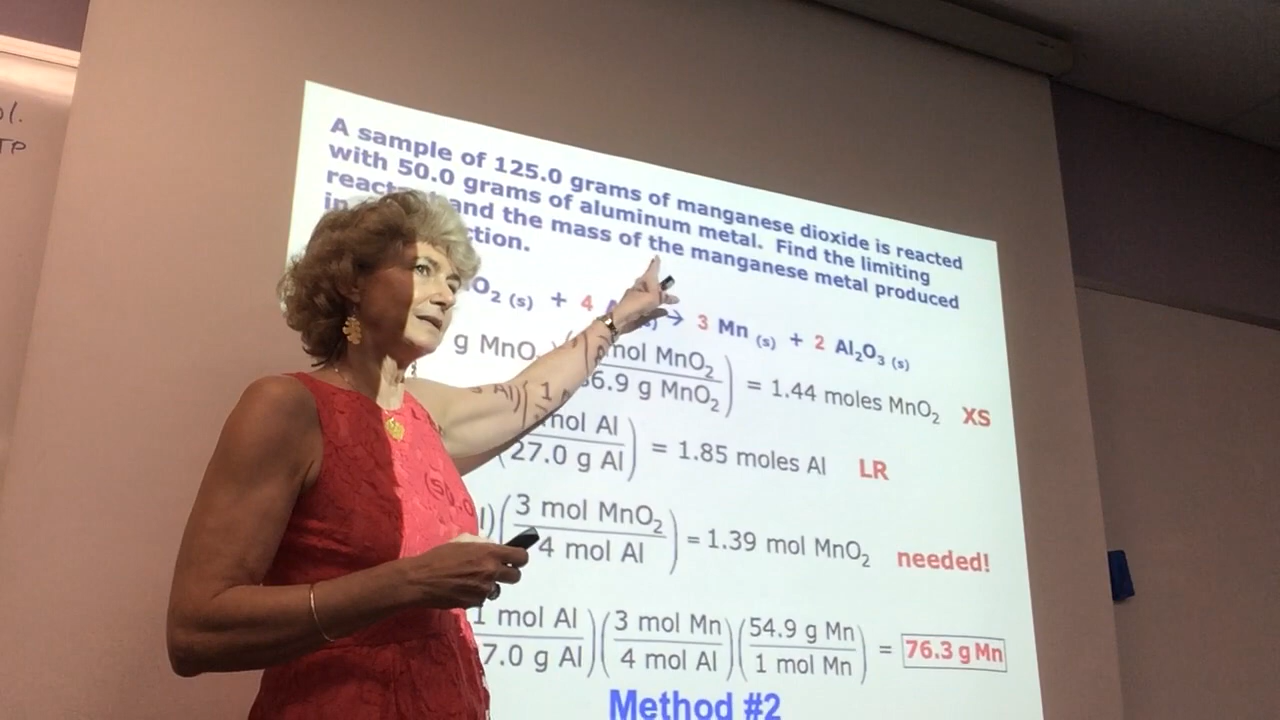 A sample of 125.0 grams of manganese dioxide is reacted
with 50.0 grams of aluminum metal. Find the limiting
and the mass of the manganese metal produced
O2 (s) + 4 → 3 Mn (s) + 2 Al2O3 (s)
g MnO mol MnO2 / 86.9 g MnO2 = 1.44 moles MnO2 XS
mol Al / 27.0 g Al = 1.85 moles Al LR
3 mol MnO2 / 4 mol Al = 1.39 mol MnO2 needed!
1 mol Al / 7.0 g Al 3 mol Mn / 4 mol Al 54.9 g Mn / 1 mol Mn = 76.3 g Mn
Method #2